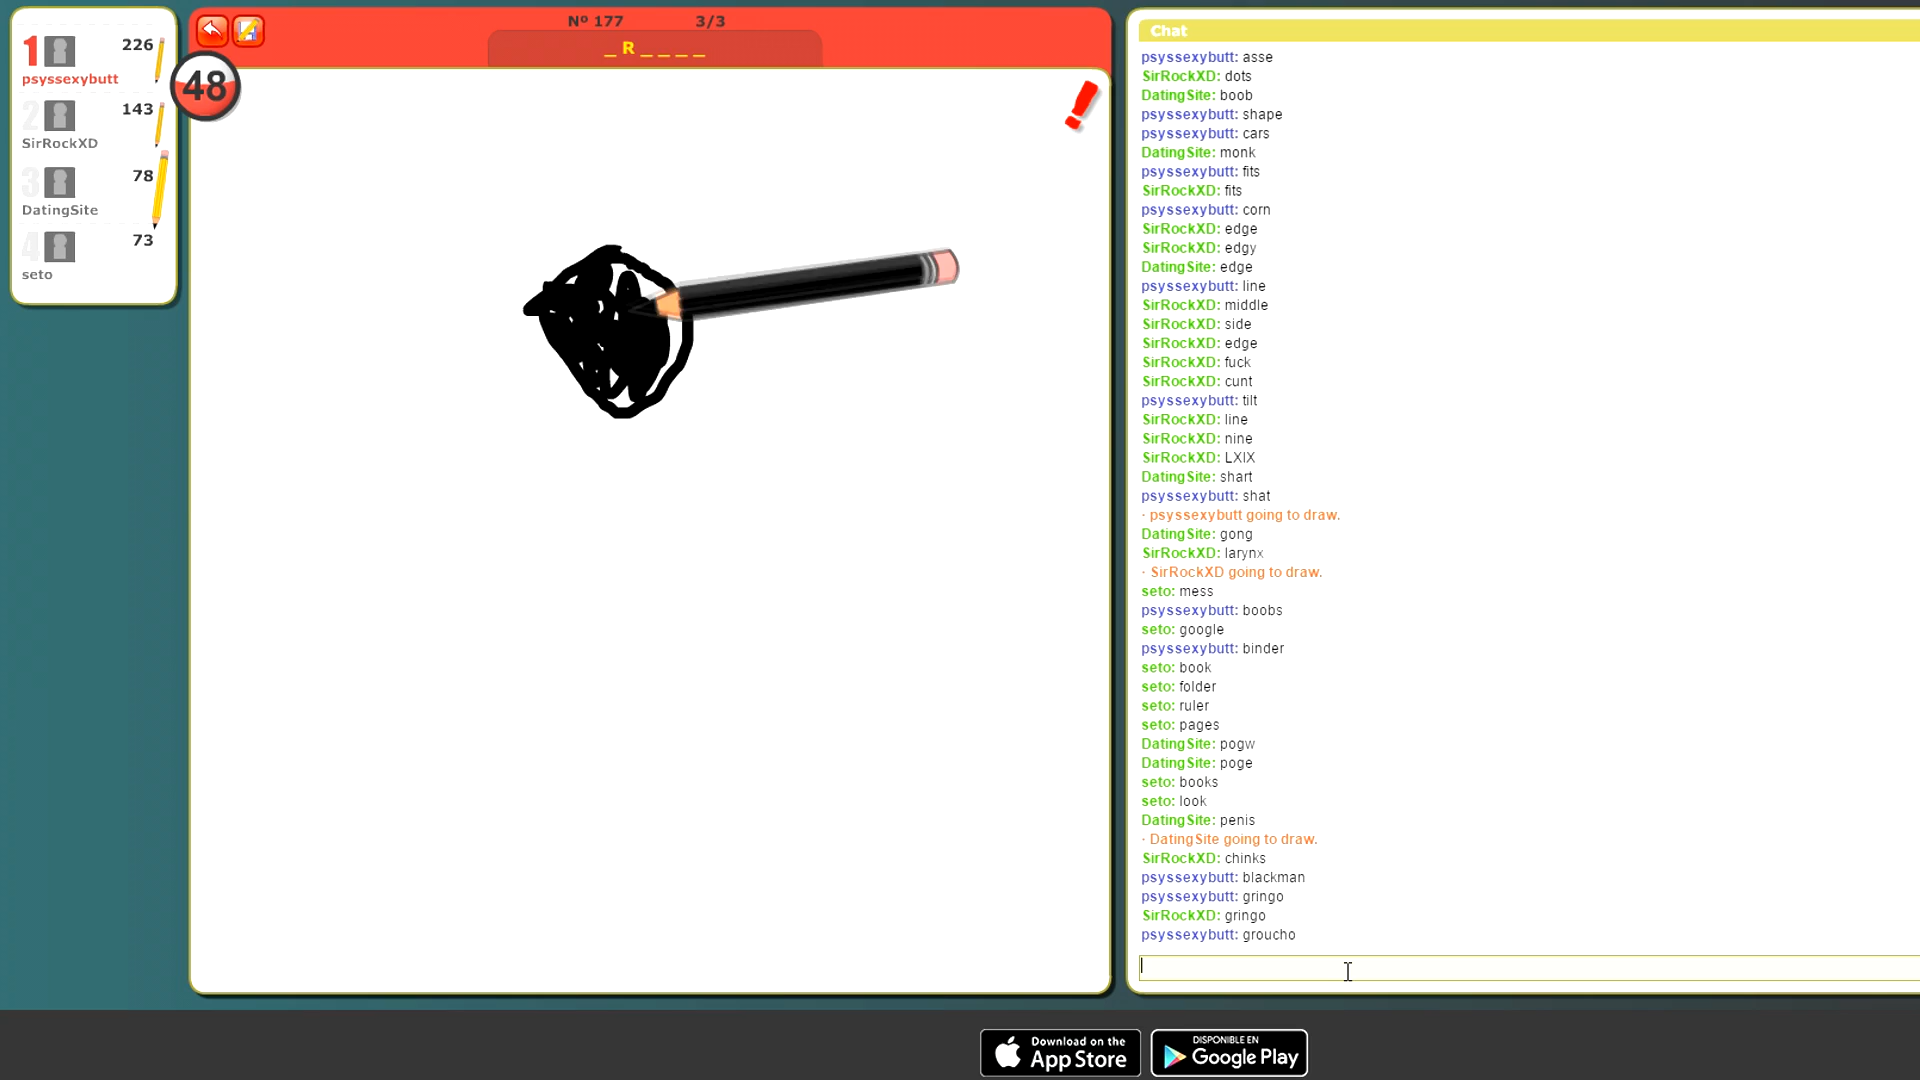 1 226
psyssexybutt
2 143
SirRockXD
3 78
DatingSite
4 73
seto
48
Nº 177 3/3
_ R _ _ _ _
Chat
psyssexybutt: asse
SirRockXD: dots
DatingSite: boob
psyssexybutt: shape
psyssexybutt: cars
DatingSite: monk
psyssexybutt: fits
SirRockXD: fits
psyssexybutt: corn
SirRockXD: edge
SirRockXD: edgy
DatingSite: edge
psyssexybutt: line
SirRockXD: middle
SirRockXD: side
SirRockXD: edge
SirRockXD: fuck
SirRockXD: cunt
psyssexybutt: tilt
SirRockXD: line
SirRockXD: nine
SirRockXD: LXIX
DatingSite: shart
psyssexybutt: shat
· psyssexybutt going to draw.
DatingSite: gong
SirRockXD: larynx
· SirRockXD going to draw.
seto: mess
psyssexybutt: boobs
seto: google
psyssexybutt: binder
seto: book
seto: folder
seto: ruler
seto: pages
DatingSite: pogw
DatingSite: poge
seto: books
seto: look
DatingSite: penis
· DatingSite going to draw.
SirRockXD: chinks
psyssexybutt: blackman
psyssexybutt: gringo
SirRockXD: gringo
psyssexybutt: groucho
Download on the
App Store
DISPONIBLE EN
Google Play